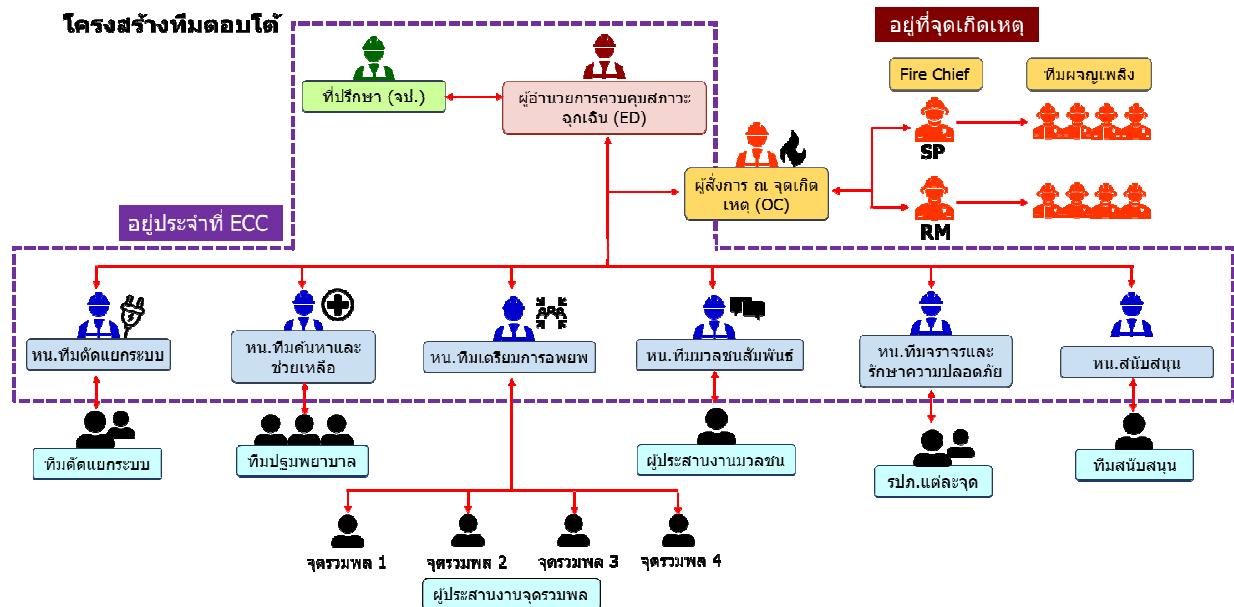 โครงสร้างทีมตอบโต้
อยู่ที่จุดเกิดเหตุ
Fire Chief
ทีมผจญเพลิง
ที่ปรึกษา (จป.)
ผู้อำนวยการควบคุมสภาวะ
ฉุกเฉิน (ED)
SP
ผู้สั่งการ ณ จุดเกิด
เหตุ (OC)
อยู่ประจำที่ ECC
RM
หน.ทีมตัดแยกระบบ
หน.ทีมค้นหาและ
ช่วยเหลือ
หน.ทีมเตรียมการอพยพ
หน.ทีมมวลชนสัมพันธ์
หน.ทีมจราจรและ
รักษาความปลอดภัย
หน.สนับสนุน
ทีมตัดแยกระบบ
ทีมปฐมพยาบาล
ผู้ประสานงานมวลชน
รปภ.แต่ละจุด
ทีมสนับสนุน
จุดรวมพล 1
จุดรวมพล 2
จุดรวมพล 3
จุดรวมพล 4
ผู้ประสานงานจุดรวมพล